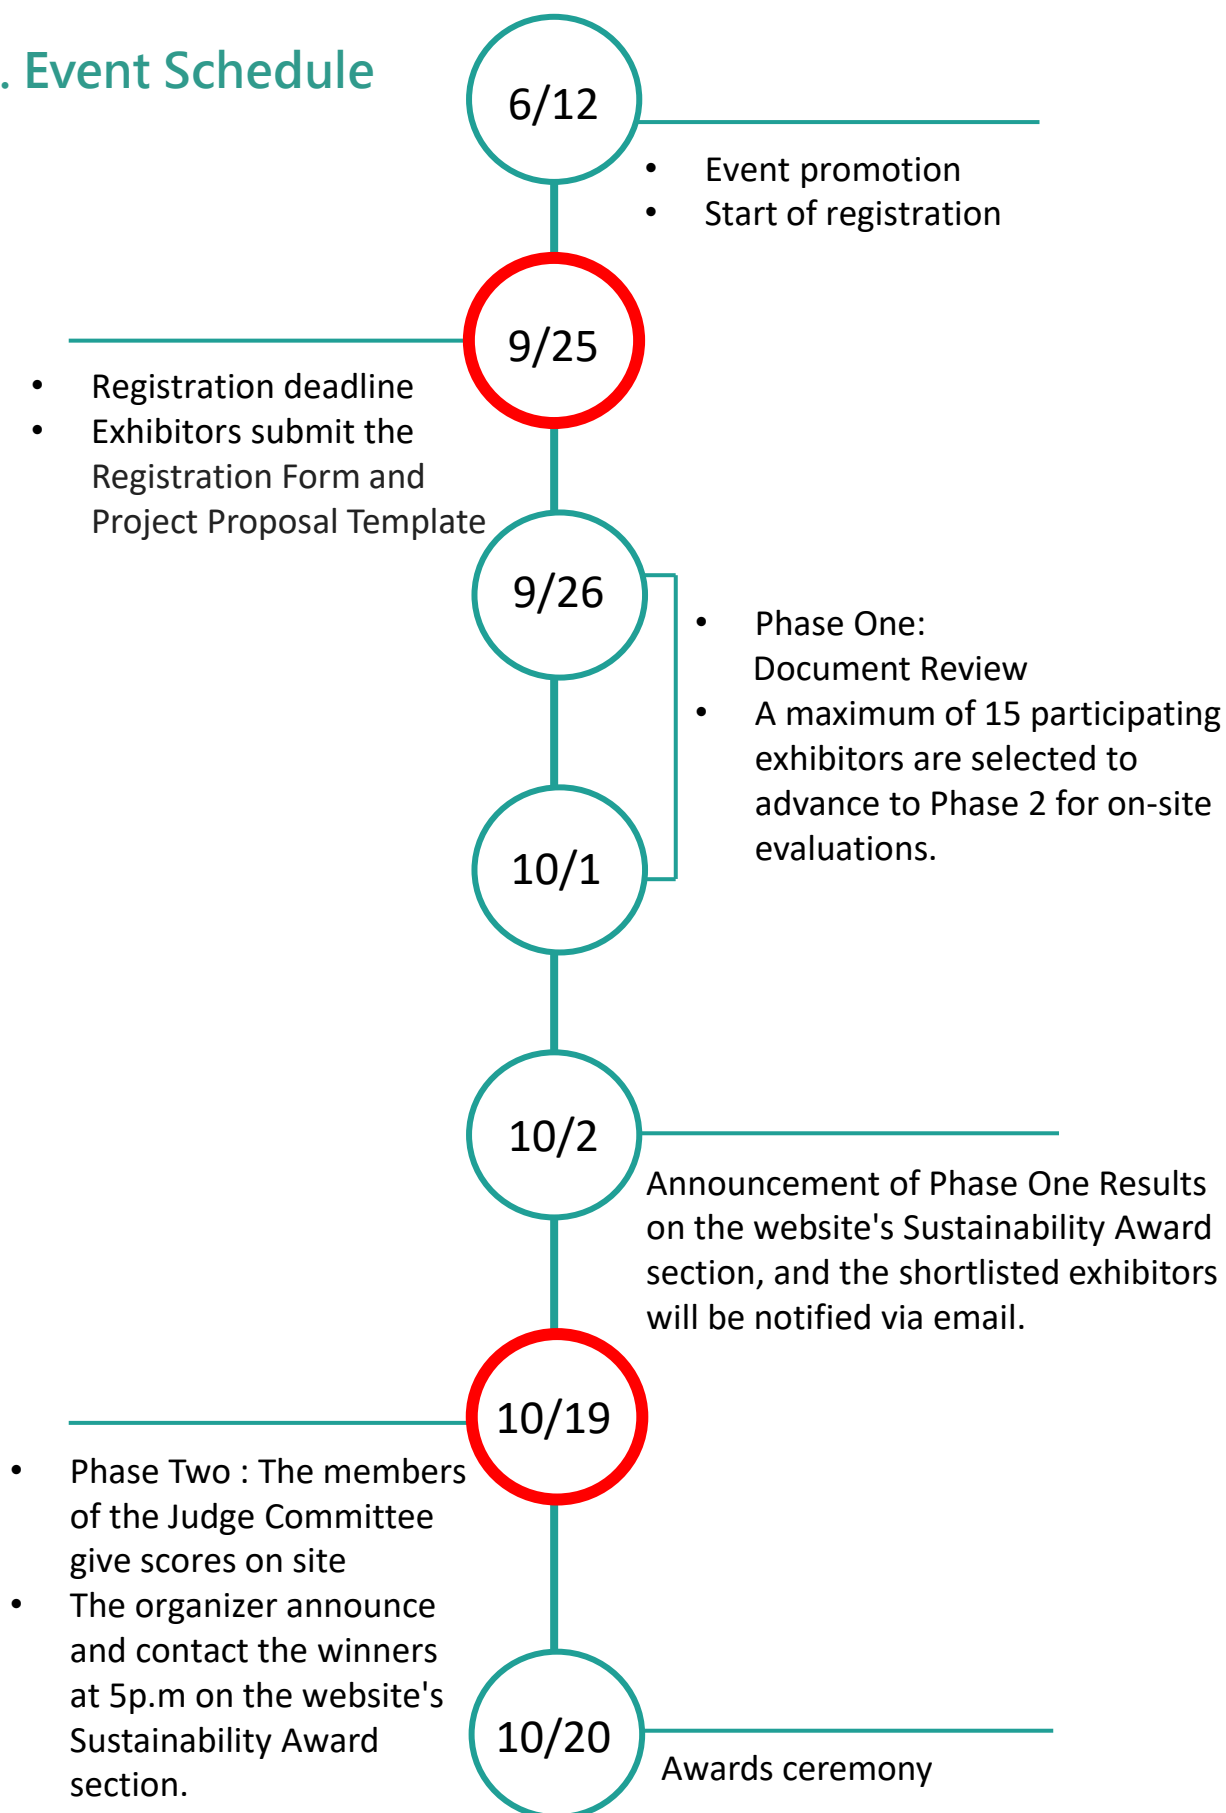 . Event Schedule
6/12
• Event promotion
• Start of registration
9/25
• Registration deadline
• Exhibitors submit the
Registration Form and
Project Proposal Template
9/26
• Phase One:
Document Review
• A maximum of 15 participating
exhibitors are selected to
advance to Phase 2 for on-site
evaluations.
10/1
10/2
Announcement of Phase One Results
on the website's Sustainability Award
section, and the shortlisted exhibitors
will be notified via email.
10/19
• Phase Two : The members
of the Judge Committee
give scores on site
• The organizer announce
and contact the winners
at 5p.m on the website's
Sustainability Award
section.
10/20
Awards ceremony